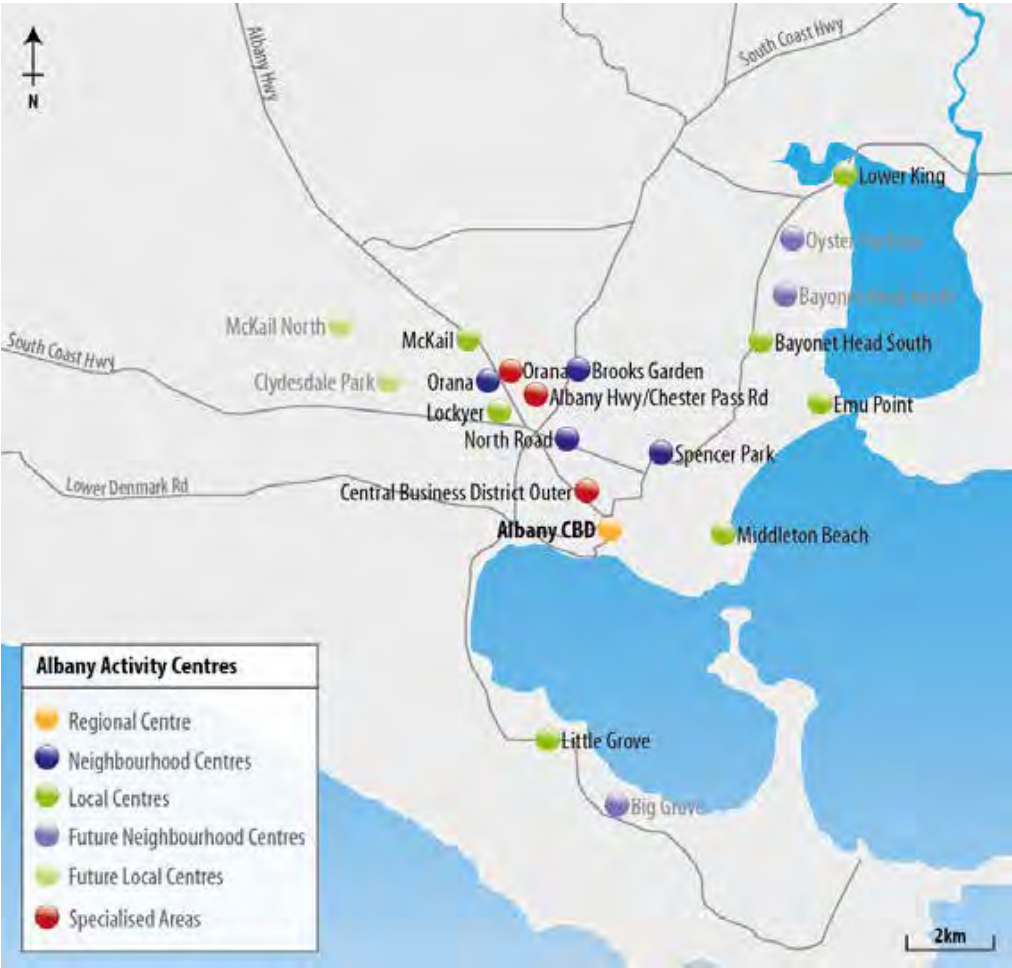 Albany Hwy
South Coast Hwy
N
Lower King
Oyster
Bayonet Head
McKail North
McKail
Bayonet Head South
South Coast Hwy
Clydesdale Park
Orana
Orana
Brooks Garden
Albany Hwy/Chester Pass Rd
Emu Point
Lockyer
North Road
Spencer Park
Lower Denmark Rd
Central Business District Outer
Albany CBD
Middleton Beach
Little Grove
Big Grove
Albany Activity Centres
Regional Centre
Neighbourhood Centres
Local Centres
Future Neighbourhood Centres
Future Local Centres
Specialised Areas
2km